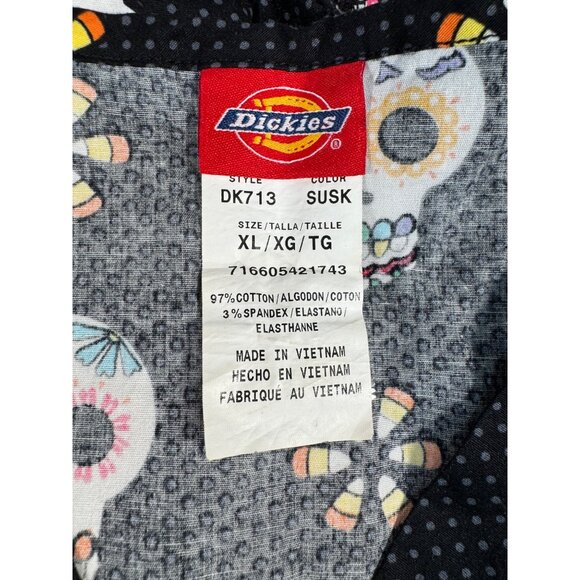 Dickies
®
STYLE COLOR
DK713 SUSK
SIZE/TALLA/TAILLE
XL/XG/TG
716605421743
97% COTTON/ALGODON/COTON
3% SPANDEX/ELASTANO/
ELASTHANNE
MADE IN VIETNAM
HECHO EN VIETNAM
FABRIQUÉ AU VIETNAM